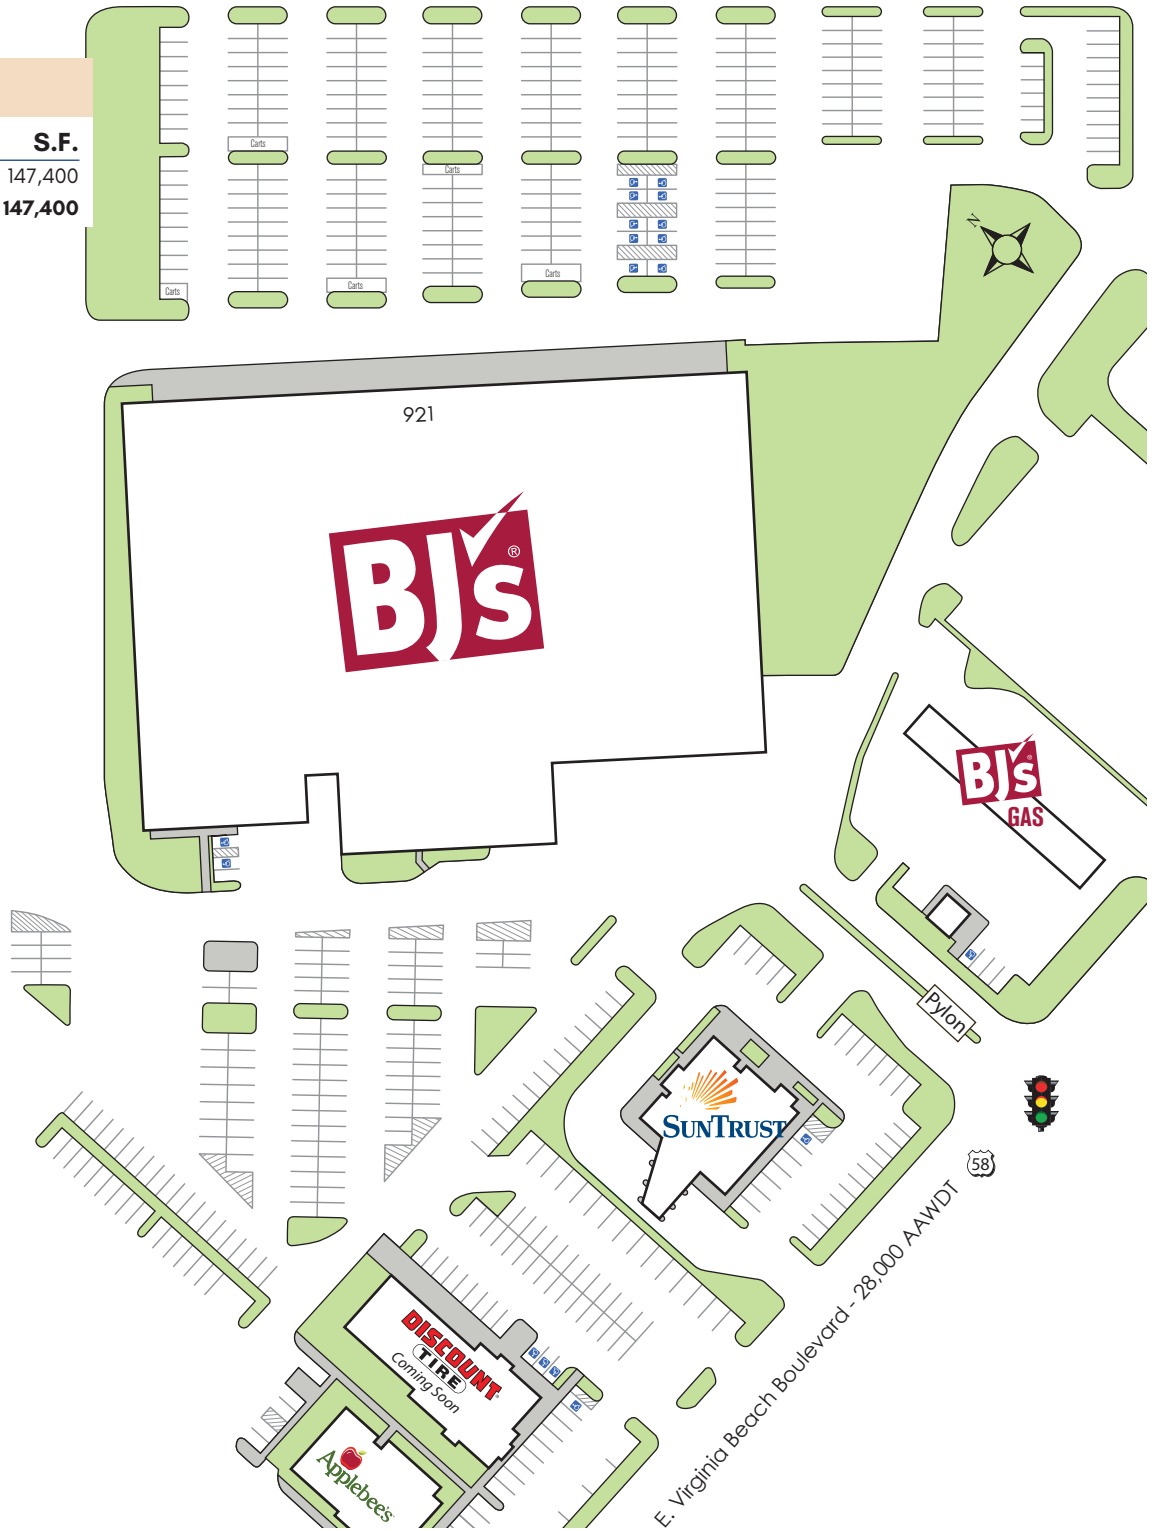 S.F.
147,400
147,400
Carts
Carts
Carts
Carts
Carts
N
921
BJ's®
BJ's®
GAS
Pylon
SUNTRUST
58
E. Virginia Beach Boulevard - 28,000 AAWDT
DISCOUNT
TIRE
Coming Soon
Applebee's